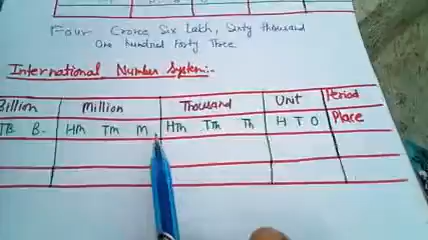 Four Crore Six Lakh, Sixty thousand
One hundred Forty Three
International Number System:-
Billion Million Thousand Unit Period
TB B. Hm Tm M Hth Tth Th H T O Place